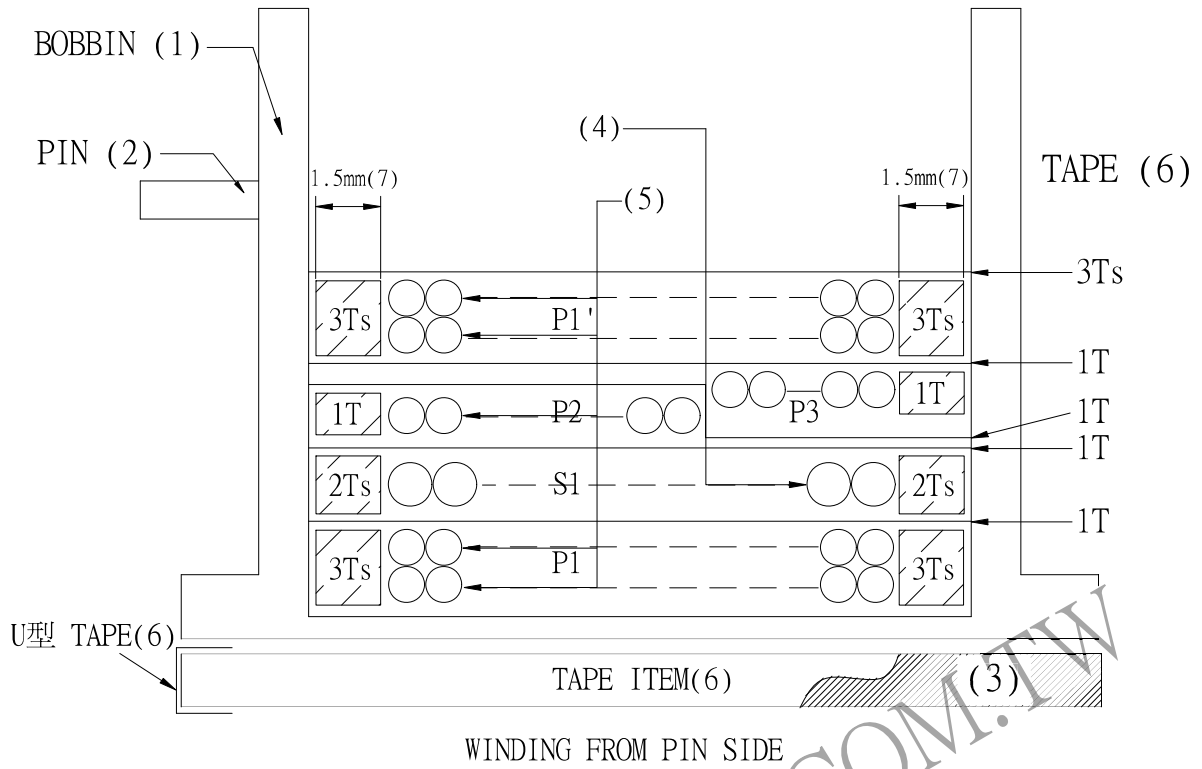 BOBBIN (1)
(4)
PIN (2)
1.5mm(7)
1.5mm(7)
TAPE (6)
(5)
3Ts
3Ts
P1'
3Ts
1T
1T
P2
P3
1T
1T
1T
2Ts
S1
2Ts
1T
3Ts
P1
3Ts
U型 TAPE(6)
TAPE ITEM(6)
(3)
WINDING FROM PIN SIDE
COM.TW